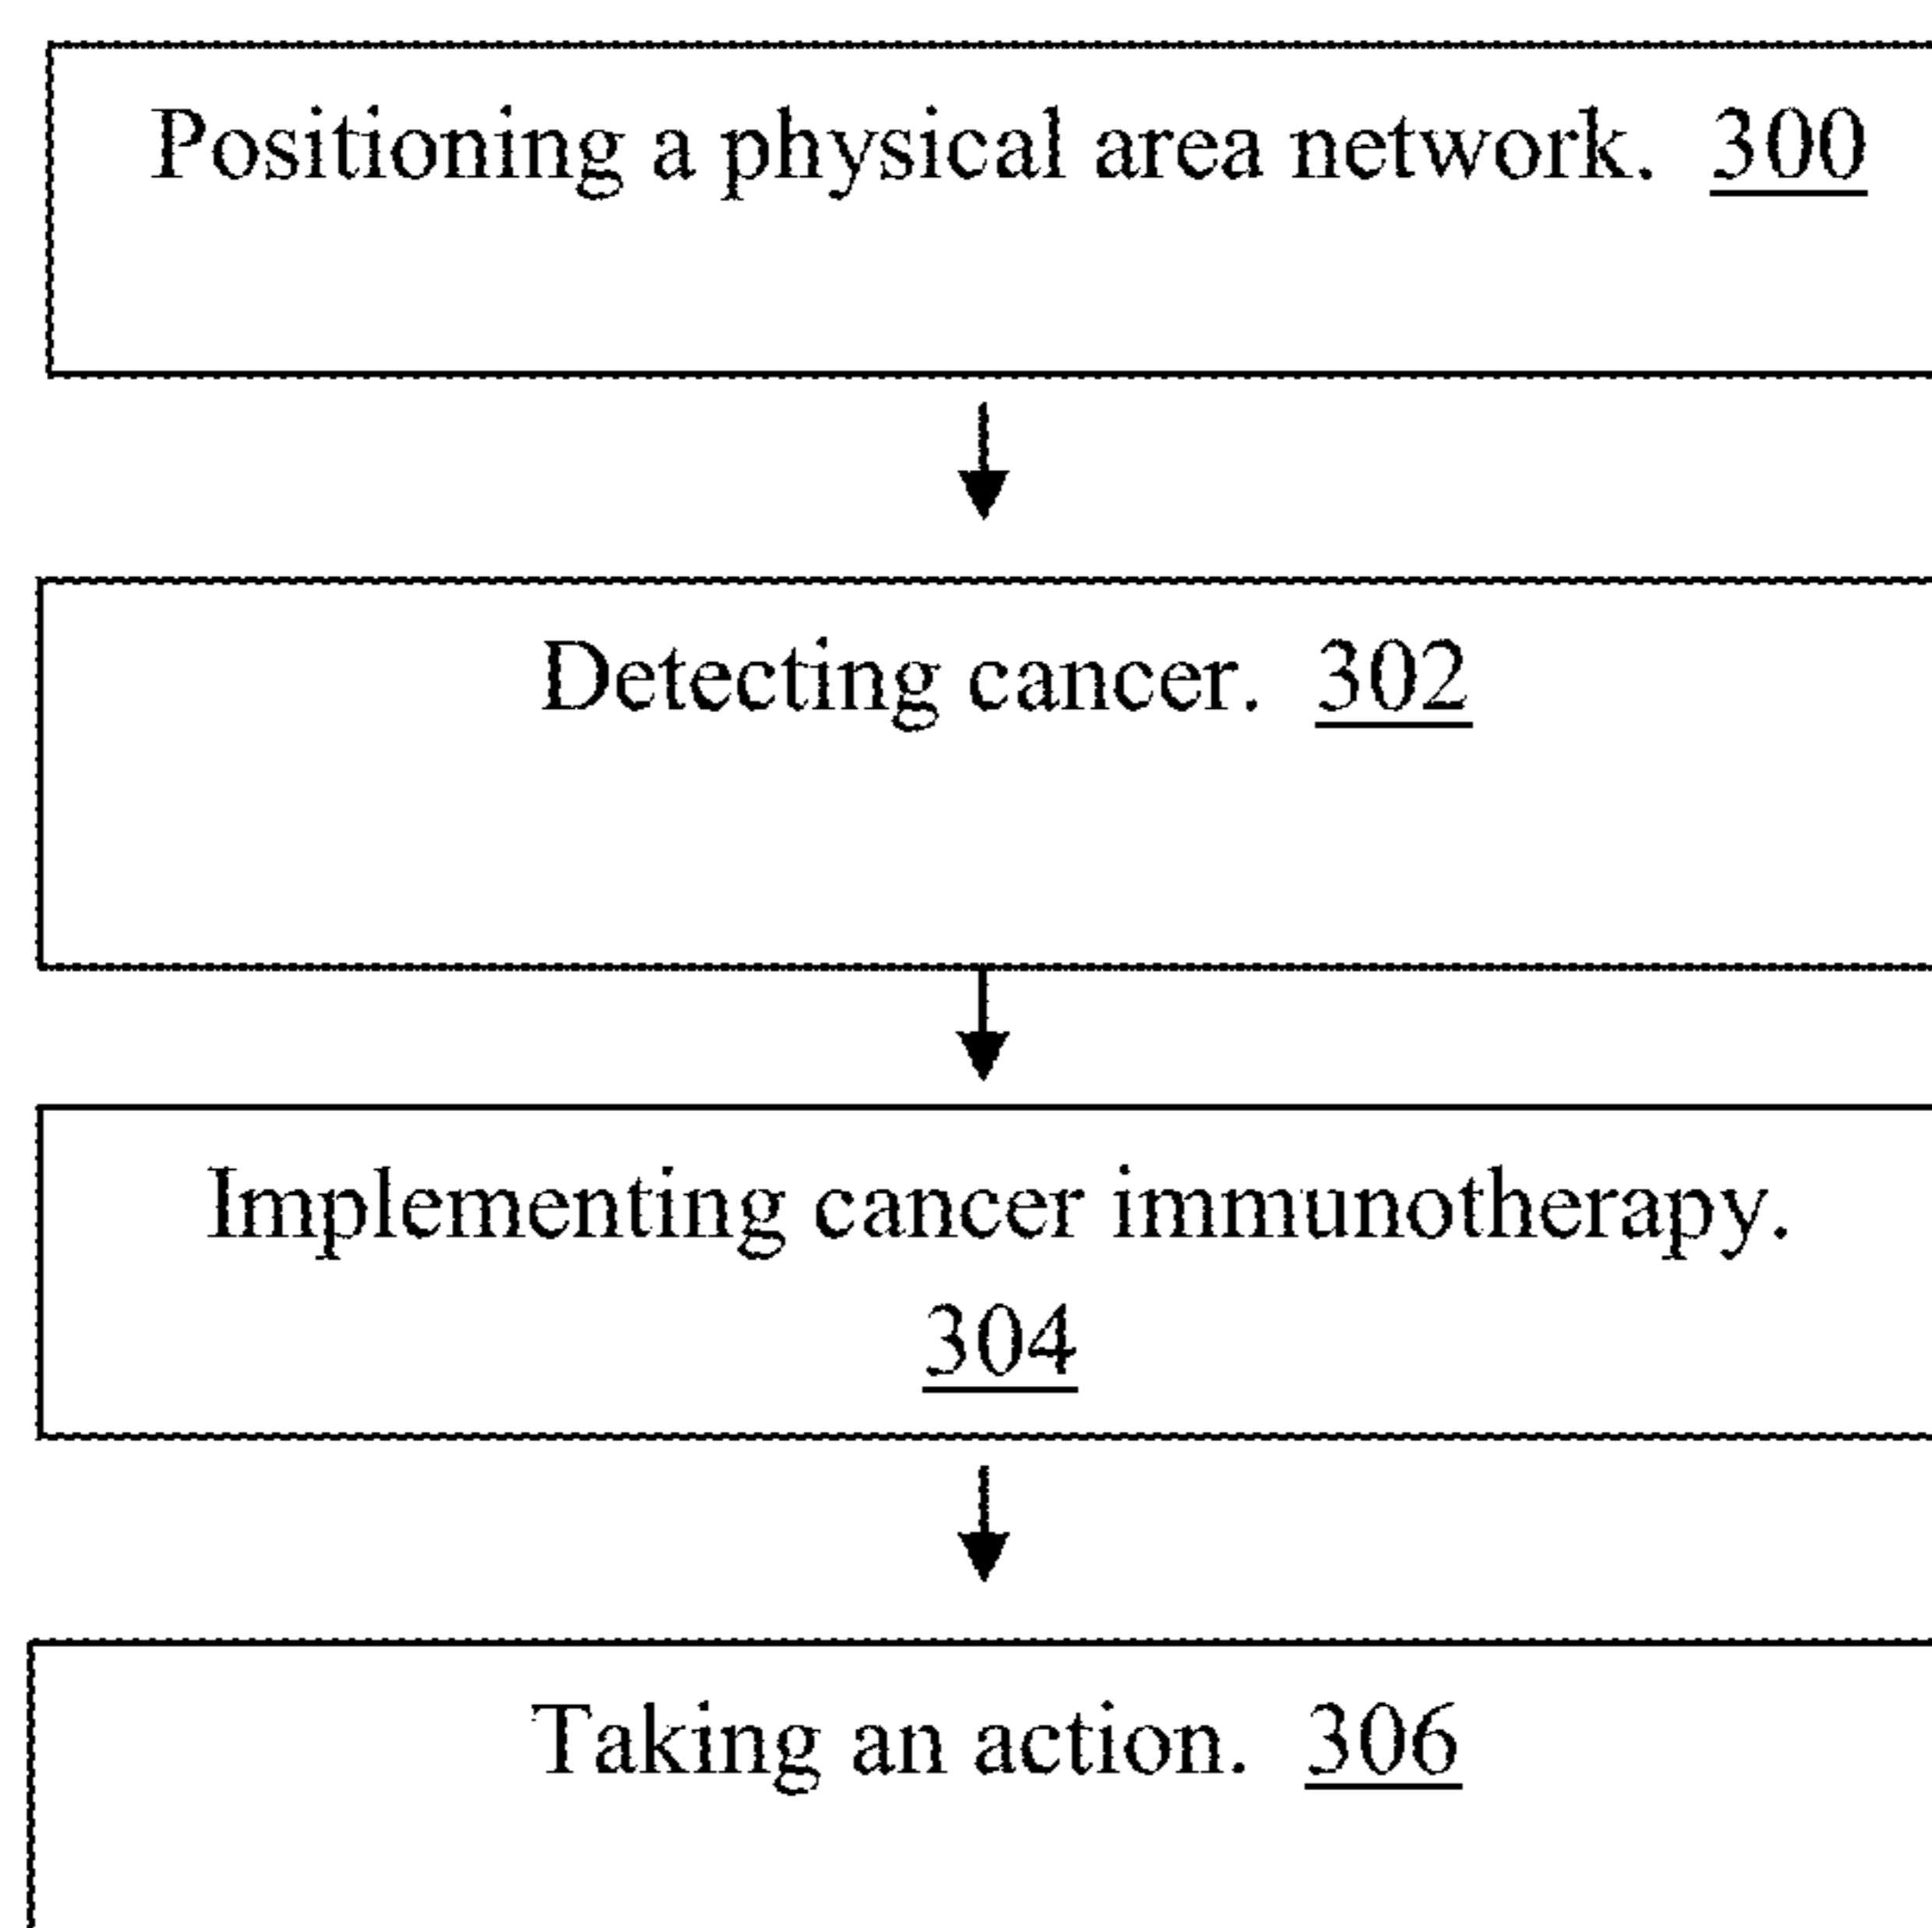 Positioning a physical area network. 300
Detecting cancer. 302
Implementing cancer immunotherapy.
304
Taking an action. 306